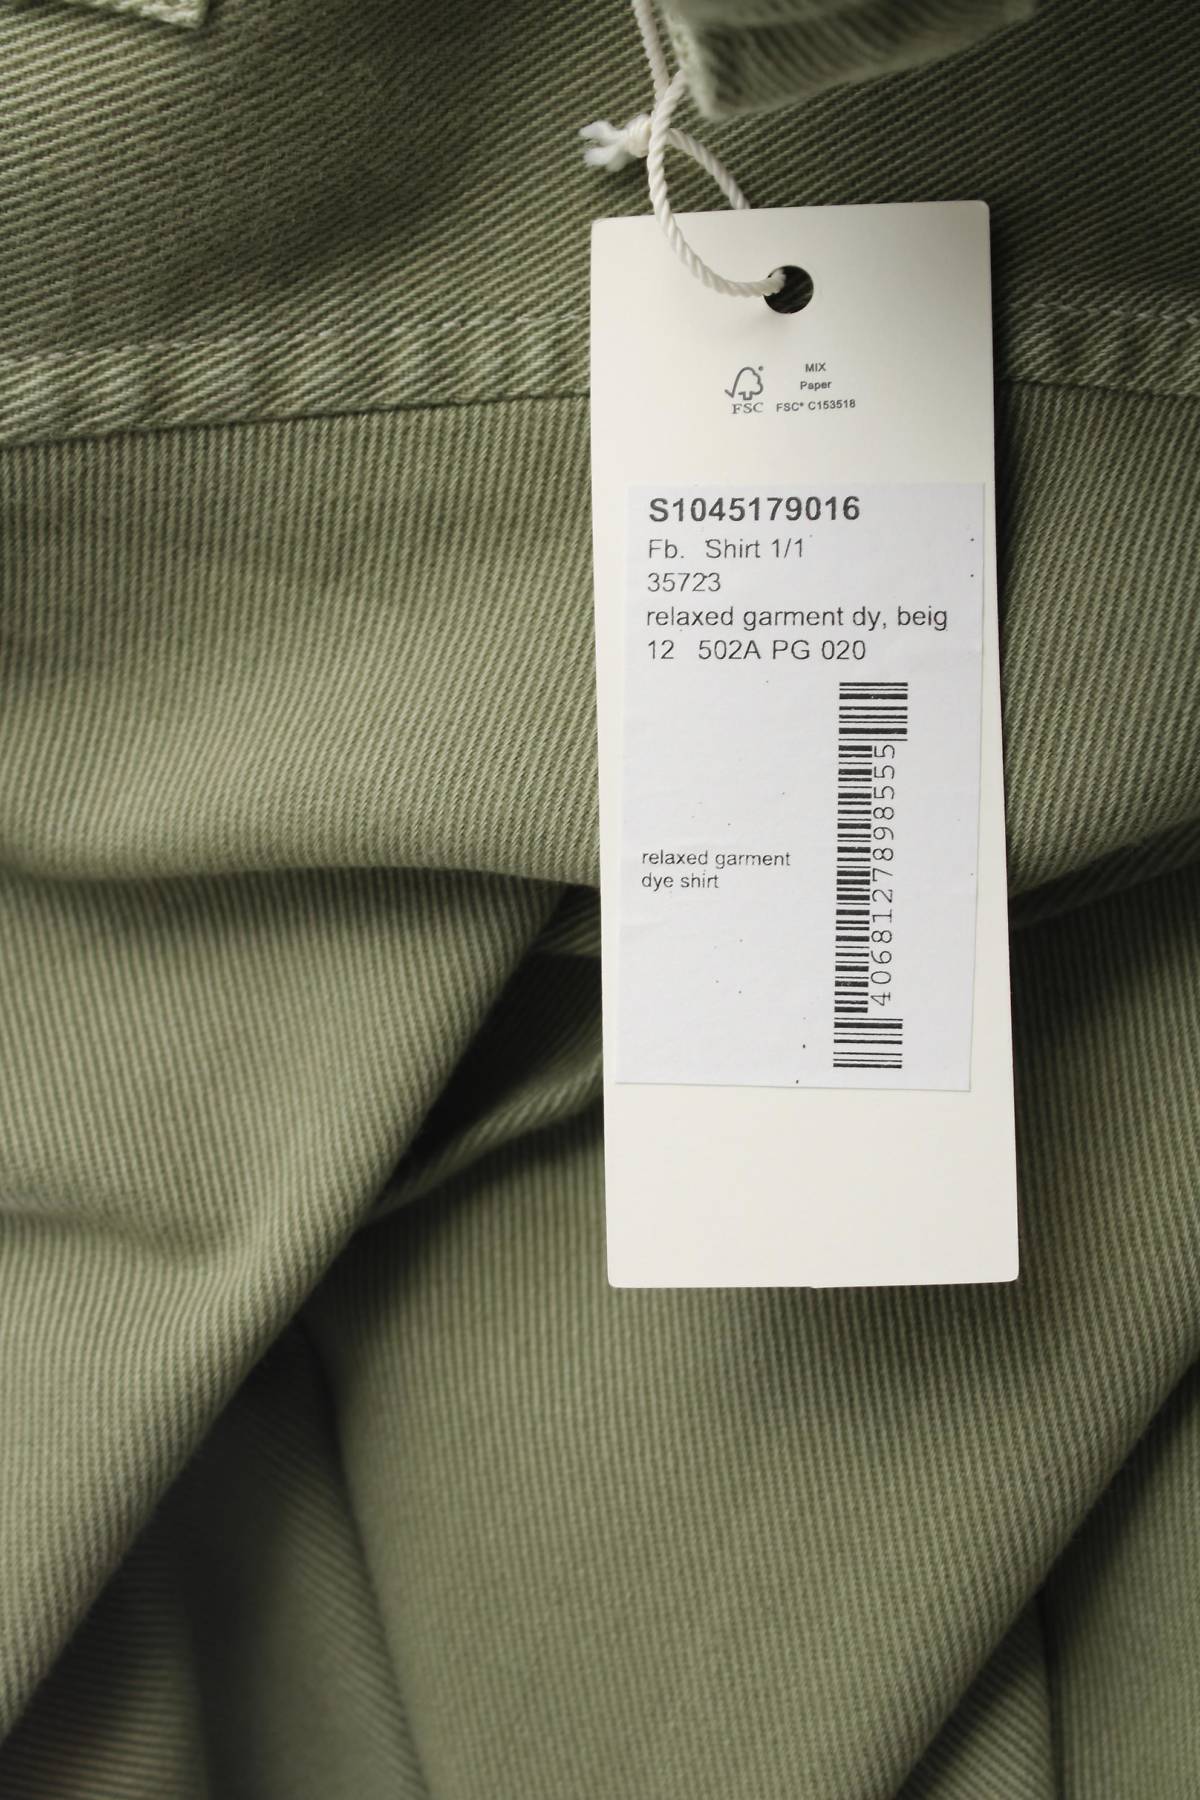 MIX
Paper
FSC FSC® C153518
S1045179016
Fb. Shirt 1/1
35723
relaxed garment dy, beig
12 502A PG 020
relaxed garment
dye shirt
4068127898555